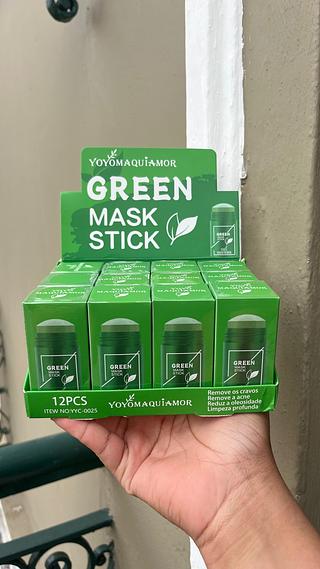 YOYOMAQUIAMOR
GREEN
MASK
STICK
GREEN
MASK
STICK
GREEN
MASK
STICK
GREEN
MASK
STICK
GREEN
MASK
STICK
12PCS
ITEW NO:YYC-0025
YOYOMAQUIAMOR
Remove os cravos
Remove a acne
Reduz a oleosidade
Limpeza profunda